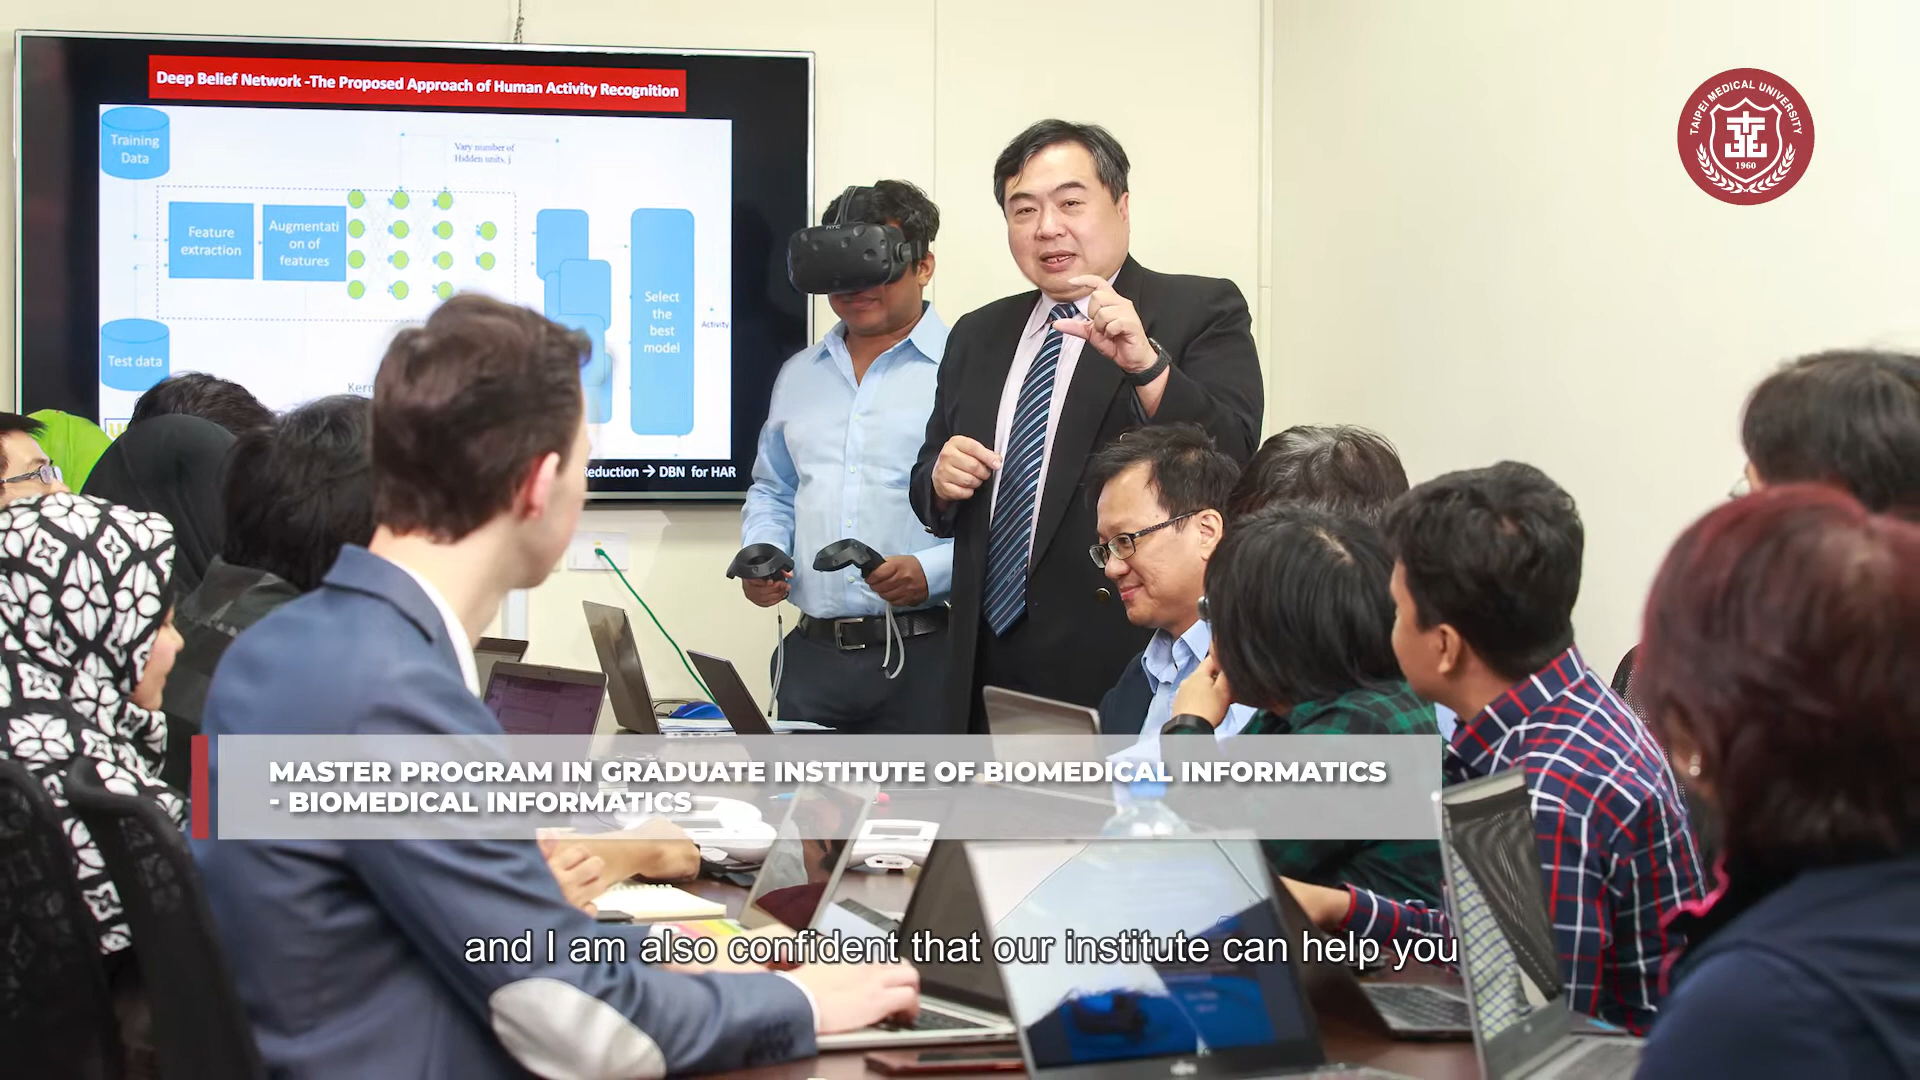 Deep Belief Network -The Proposed Approach of Human Activity Recognition
Training
Data
Vary number of
Hidden units, j
Feature
extraction
Augmentati
on of
features
Select
the
best
model
Activity
Test data
Kern
Reduction → DBN for HAR
TAIPEI MEDICAL UNIVERSITY
1960
MASTER PROGRAM IN GRADUATE INSTITUTE OF BIOMEDICAL INFORMATICS
- BIOMEDICAL INFORMATICS
and I am also confident that our institute can help you